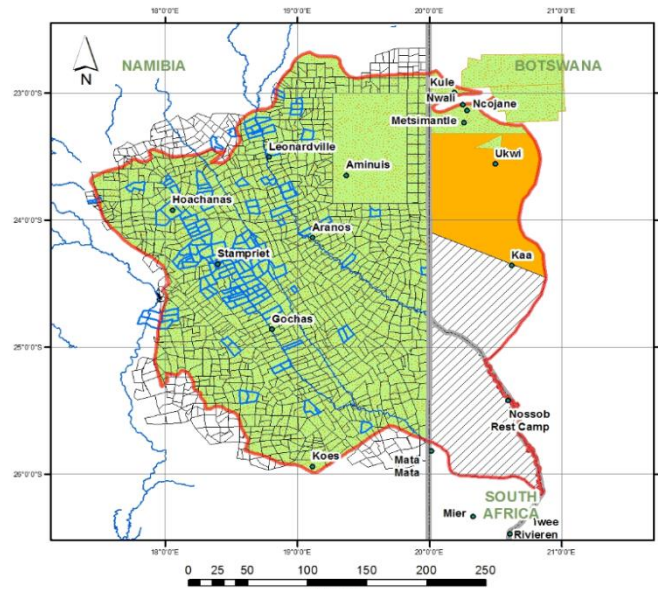 18°0'0"E 19°0'0"E 20°0'0"E 21°0'0"E
N
NAMIBIA
BOTSWANA
Kule
23°0'0"S
Nwali
Ncojane
Metsimantle
Leonardville
Ukwi
Aminuis
Hoachanas
24°0'0"S
Aranos
Stampriet
Kaa
Gochas
25°0'0"S
Nossob
Rest Camp
Koes
Mata
Mata
26°0'0"S
SOUTH
AFRICA
Mier
Twee
Rivieren
18°0'0"E 19°0'0"E 20°0'0"E 21°0'0"E
0 25 50 100 150 200 250